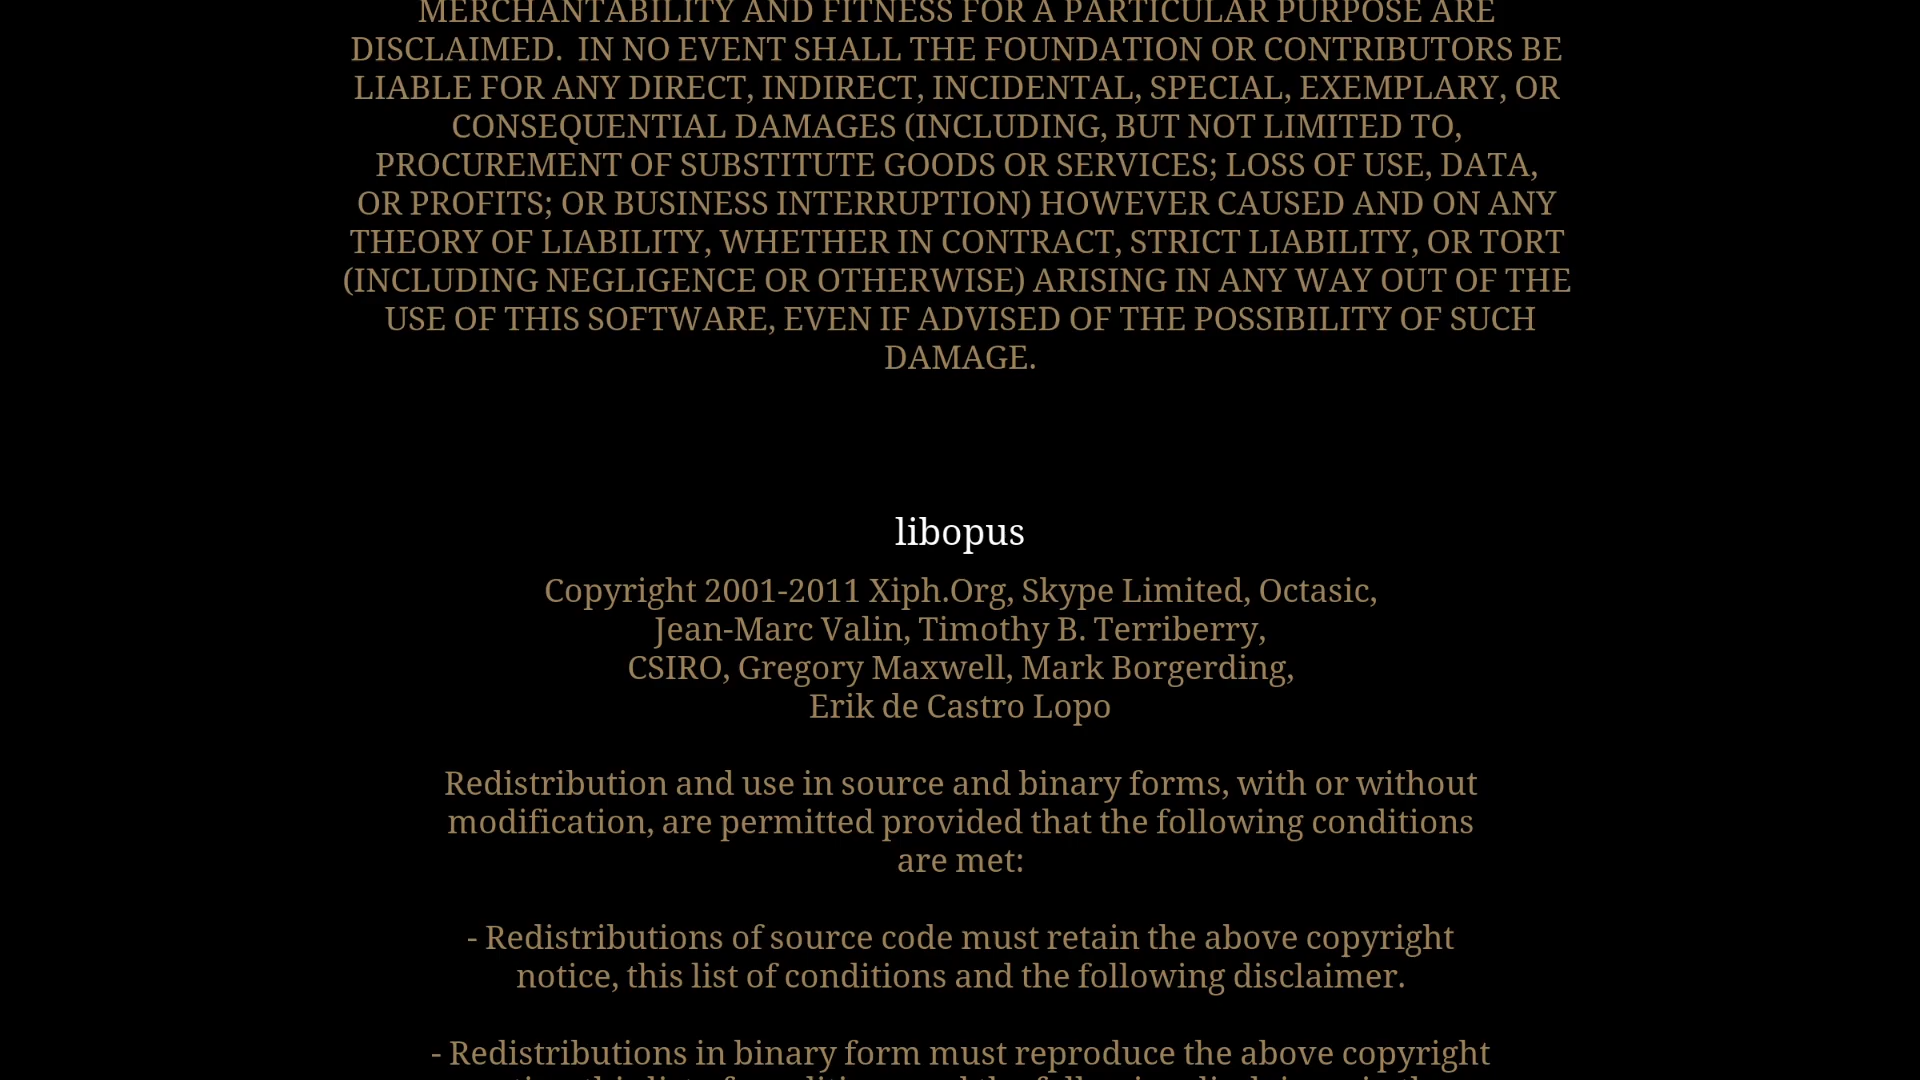 MERCHANTABILITY AND FITNESS FOR A PARTICULAR PURPOSE ARE
DISCLAIMED.  IN NO EVENT SHALL THE FOUNDATION OR CONTRIBUTORS BE
LIABLE FOR ANY DIRECT, INDIRECT, INCIDENTAL, SPECIAL, EXEMPLARY, OR
CONSEQUENTIAL DAMAGES (INCLUDING, BUT NOT LIMITED TO,
PROCUREMENT OF SUBSTITUTE GOODS OR SERVICES; LOSS OF USE, DATA,
OR PROFITS; OR BUSINESS INTERRUPTION) HOWEVER CAUSED AND ON ANY
THEORY OF LIABILITY, WHETHER IN CONTRACT, STRICT LIABILITY, OR TORT
(INCLUDING NEGLIGENCE OR OTHERWISE) ARISING IN ANY WAY OUT OF THE
USE OF THIS SOFTWARE, EVEN IF ADVISED OF THE POSSIBILITY OF SUCH
DAMAGE.
libopus
Copyright 2001-2011 Xiph.Org, Skype Limited, Octasic,
Jean-Marc Valin, Timothy B. Terriberry,
CSIRO, Gregory Maxwell, Mark Borgerding,
Erik de Castro Lopo
Redistribution and use in source and binary forms, with or without
modification, are permitted provided that the following conditions
are met:
- Redistributions of source code must retain the above copyright
notice, this list of conditions and the following disclaimer.
- Redistributions in binary form must reproduce the above copyright